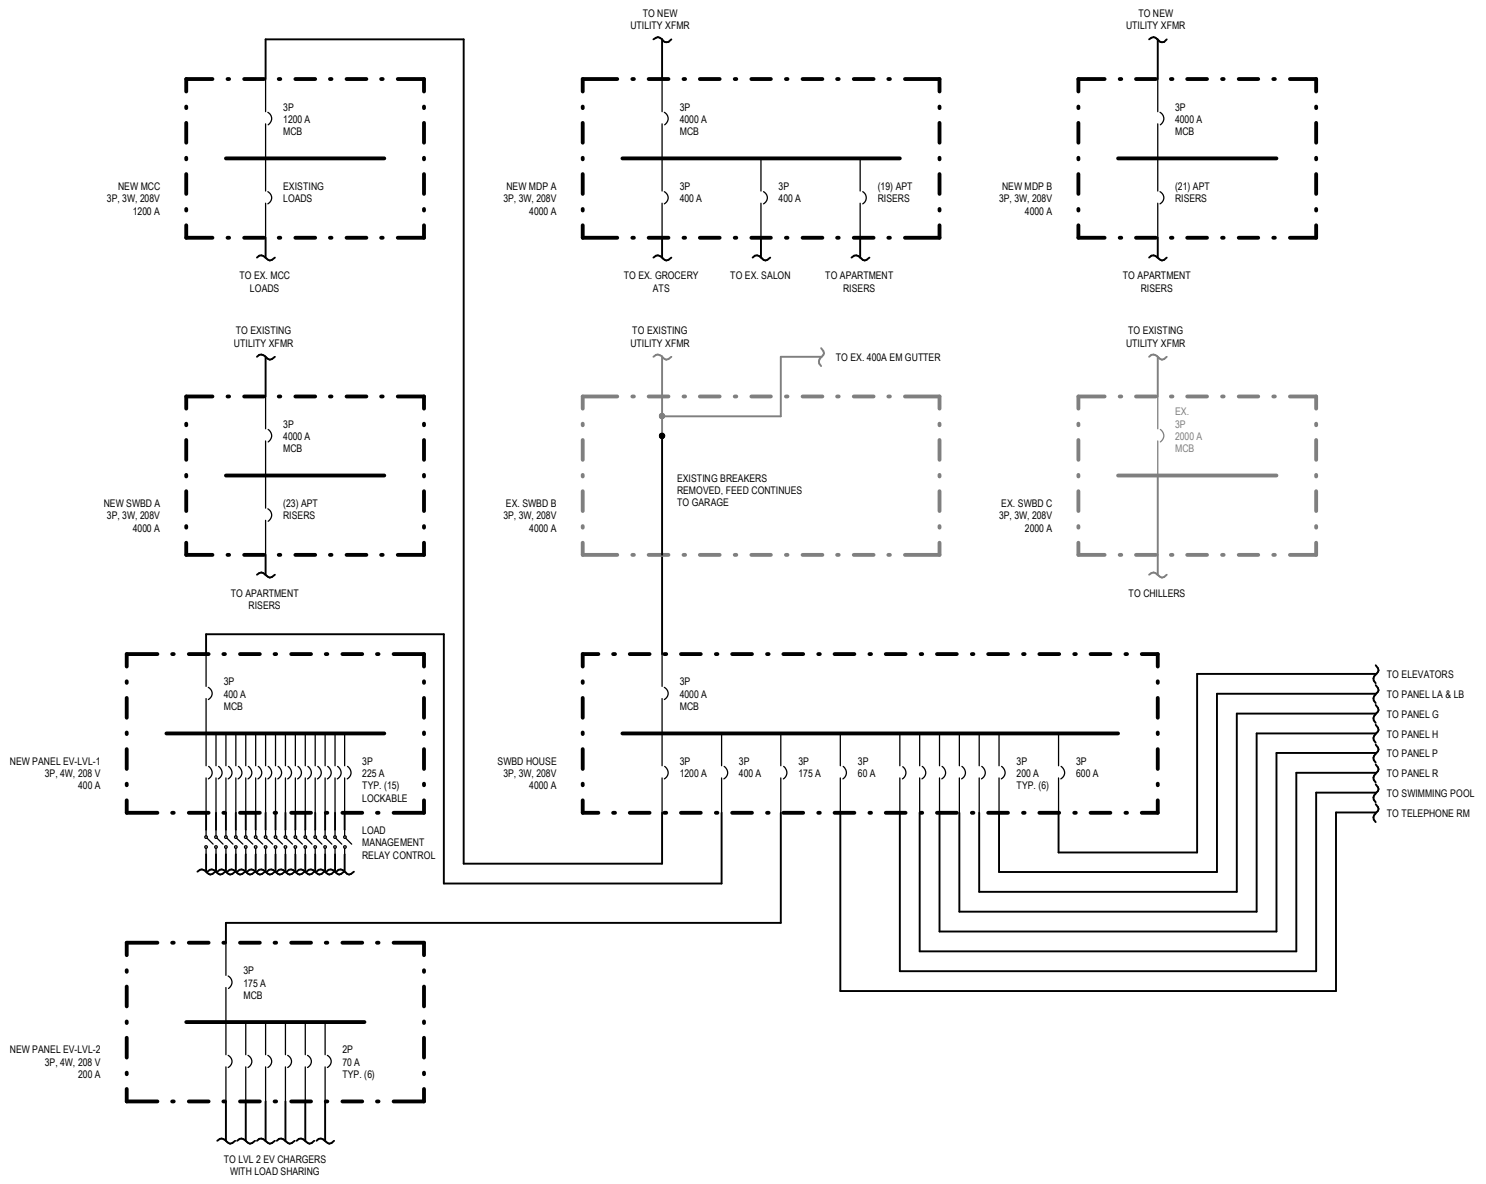 TO NEW
UTILITY XFMR
TO NEW
UTILITY XFMR
3P
1200 A
MCB
NEW MCC
3P, 3W, 208V
1200 A
EXISTING
LOADS
TO EX. MCC
LOADS
3P
4000 A
MCB
NEW MDP A
3P, 3W, 208V
4000 A
3P
400 A
3P
400 A
(19) APT
RISERS
TO EX. GROCERY
ATS
TO EX. SALON
TO APARTMENT
RISERS
3P
4000 A
MCB
NEW MDP B
3P, 3W, 208V
4000 A
(21) APT
RISERS
TO APARTMENT
RISERS
TO EXISTING
UTILITY XFMR
3P
4000 A
MCB
NEW SWBD A
3P, 3W, 208V
4000 A
(23) APT
RISERS
TO APARTMENT
RISERS
TO EXISTING
UTILITY XFMR
TO EX. 400A EM GUTTER
EXISTING BREAKERS
REMOVED, FEED CONTINUES
TO GARAGE
EX. SWBD B
3P, 3W, 208V
4000 A
TO EXISTING
UTILITY XFMR
EX.
3P
2000 A
MCB
EX. SWBD C
3P, 3W, 208V
2000 A
TO CHILLERS
3P
400 A
MCB
NEW PANEL EV-LVL-1
3P, 4W, 208 V
400 A
3P
225 A
TYP. (15)
LOCKABLE
LOAD
MANAGEMENT
RELAY CONTROL
3P
4000 A
MCB
SWBD HOUSE
3P, 3W, 208V
4000 A
3P
1200 A
3P
400 A
3P
175 A
3P
60 A
3P
200 A
TYP. (6)
3P
600 A
TO ELEVATORS
TO PANEL LA & LB
TO PANEL G
TO PANEL H
TO PANEL P
TO PANEL R
TO SWIMMING POOL
TO TELEPHONE RM
3P
175 A
MCB
NEW PANEL EV-LVL-2
3P, 4W, 208 V
200 A
2P
70 A
TYP. (6)
TO LVL 2 EV CHARGERS
WITH LOAD SHARING